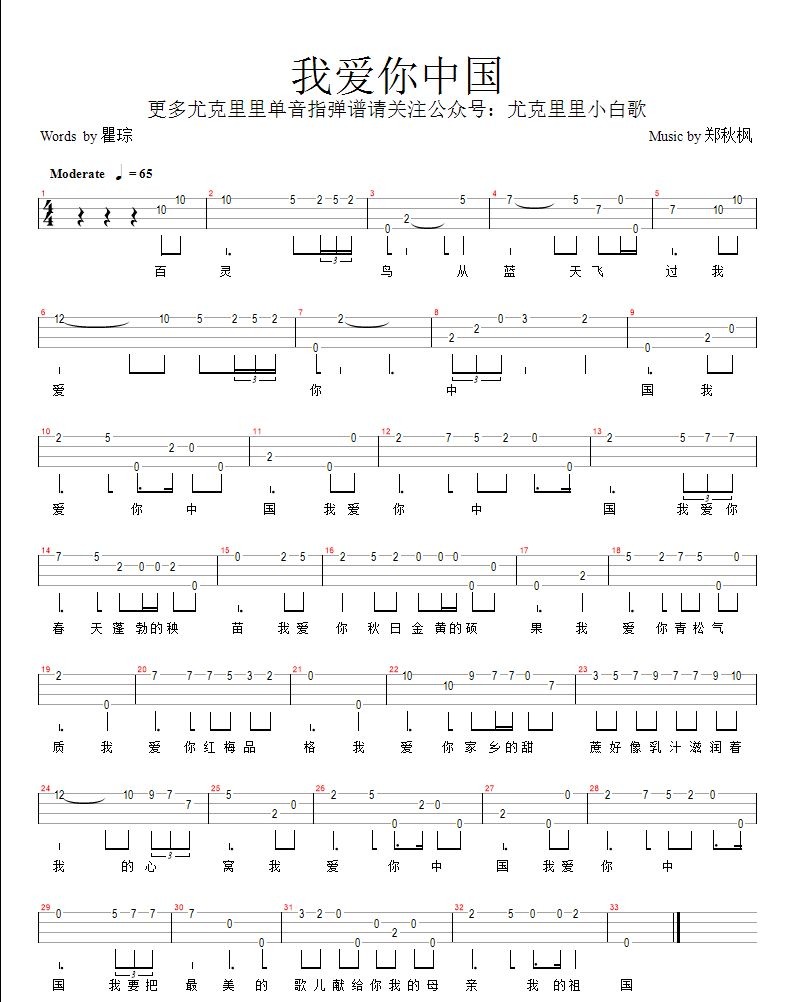 我爱你中国
更多尤克里里单音指弹谱请关注公众号：尤克里里小白歌
Words by 瞿琮 Music by 郑秋枫
Moderate ♩ = 65
1 2 3 4 5
10 10 10 5 2 5 2 0 2 5 7 5 7 0 0 7 10 10
3
百 灵 鸟 从 蓝 天 飞 过 我
6 7 8 9
12 10 5 2 5 2 0 2 2 2 0 3 2 0 2 0
3 3
爱 你 中 国 我
10 11 12 13
2 5 0 2 0 0 2 0 0 2 7 5 2 0 0 2 5 7 7
3
爱 你 中 国 我 爱 你 中 国 我 爱 你
14 15 16 17 18
7 5 2 0 0 2 0 0 2 5 2 5 2 0 0 0 0 0 0 2 5 2 7 5 0 0
春 天 蓬 勃 的 秧 苗 我 爱 你 秋 日 金 黄 的 硕 果 我 爱 你 青 松 气
19 20 21 22 23
2 0 7 7 7 5 3 2 0 0 10 10 9 7 7 0 7 3 5 7 9 7 7 9 10
质 我 爱 你 红 梅 品 格 我 爱 你 家 乡 的 甜 蔗 好 像 乳 汁 滋 润 着
24 25 26 27 28
12 10 9 7 7 5 2 0 2 5 0 2 0 0 2 0 0 2 7 5 2 0 0
3
我 的 心 窝 我 爱 你 中 国 我 爱 你 中
29 30 31 32 33
0 5 7 7 7 0 0 3 2 0 0 0 2 0 0 2 5 0 0 2 0
3
国 我 要 把 最 美 的 歌 儿 献 给 你 我 的 母 亲 我 的 祖 国